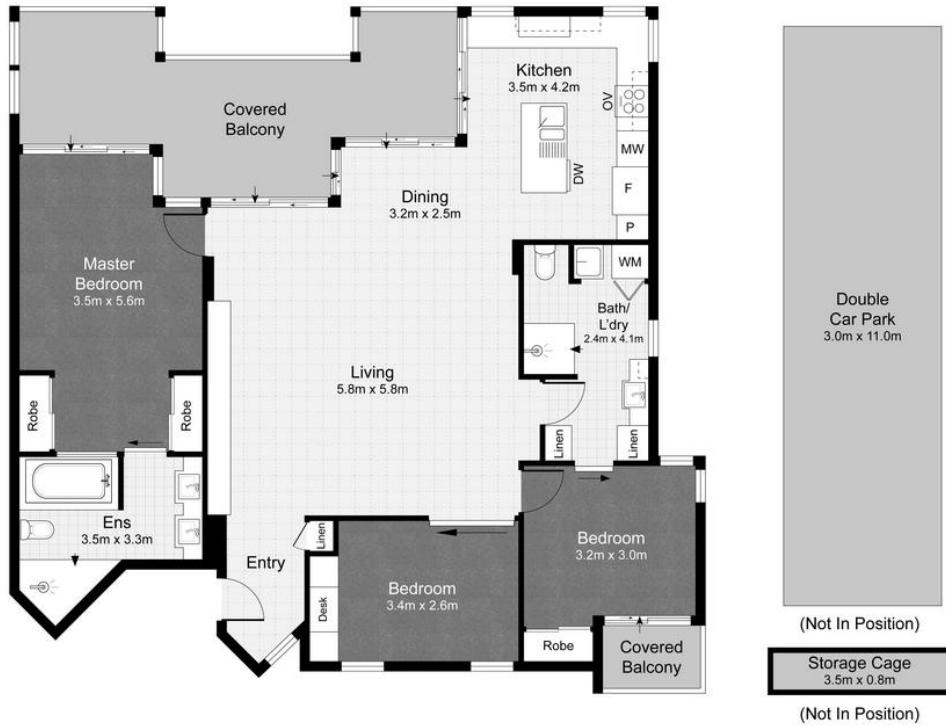 Kitchen
3.5m x 4.2m
OV
MW
F
P
DW
Covered
Balcony
Dining
3.2m x 2.5m
Master
Bedroom
3.5m x 5.6m
WM
Bath/
L'dry
2.4m x 4.1m
Living
5.8m x 5.8m
Robe
Robe
Linen
Linen
Ens
3.5m x 3.3m
Entry
Linen
Desk
Bedroom
3.4m x 2.6m
Bedroom
3.2m x 3.0m
Robe
Covered
Balcony
Double
Car Park
3.0m x 11.0m
(Not In Position)
Storage Cage
3.5m x 0.8m
(Not In Position)